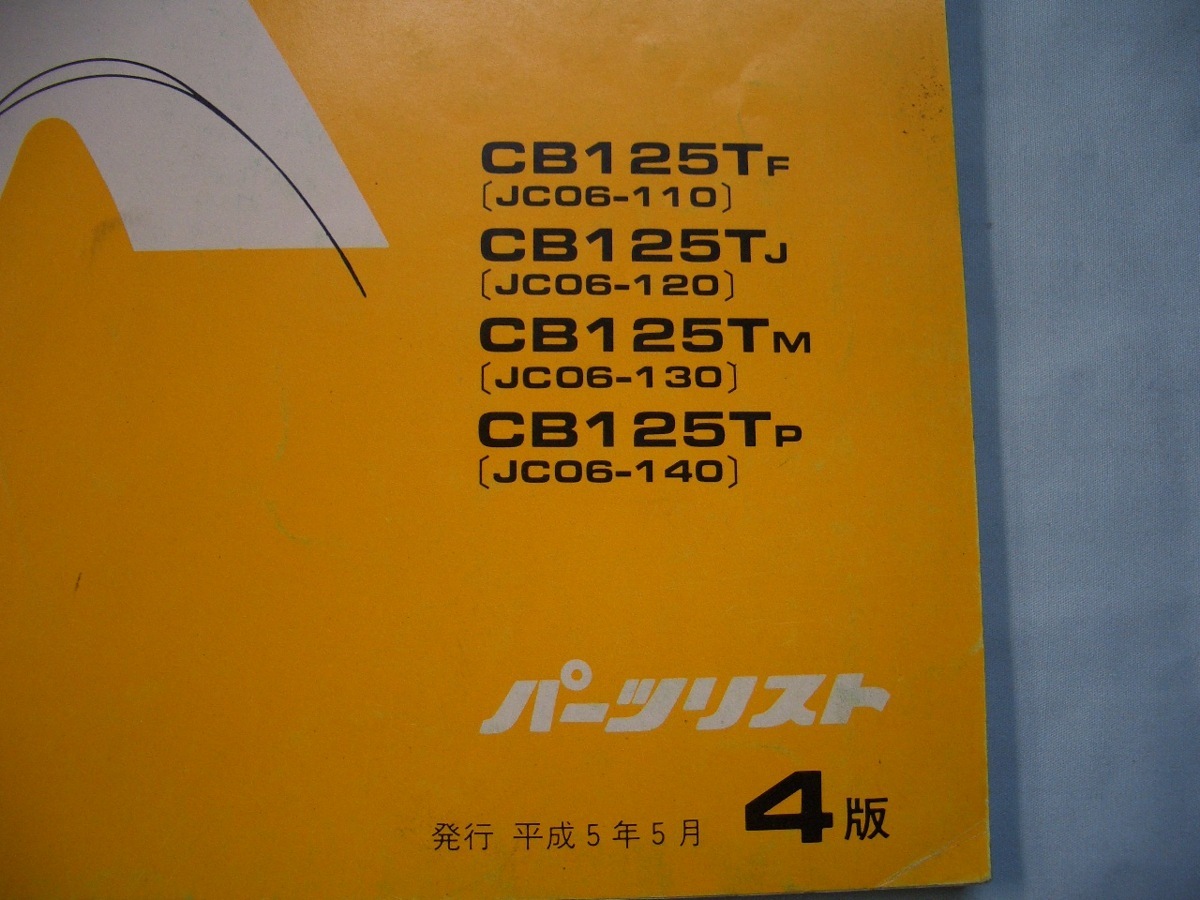 CB125TF
〔JC06-110〕
CB125TJ
〔JC06-120〕
CB125TM
〔JC06-130〕
CB125TP
〔JC06-140〕
パーツリスト
発行 平成5年5月 4版